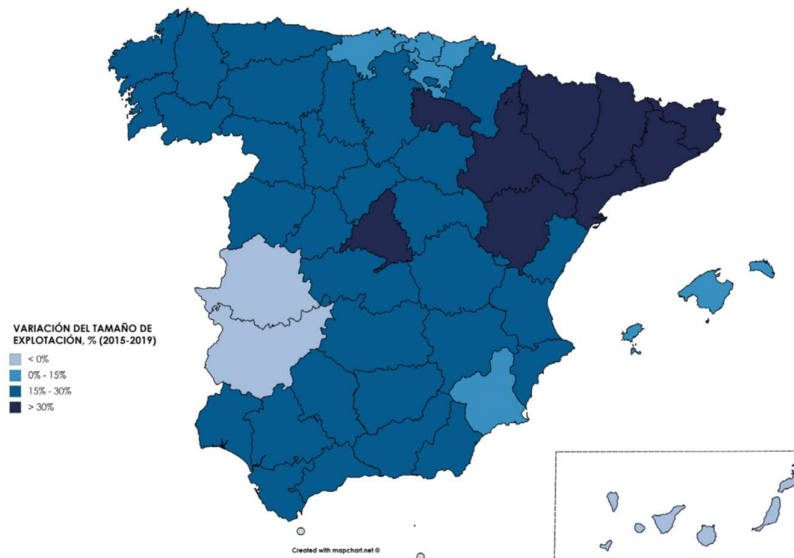 VARIACIÓN DEL TAMAÑO DE
EXPLOTACIÓN, % (2015-2019)
< 0%
0% - 15%
15% - 30%
> 30%
Created with mapchart.net ©